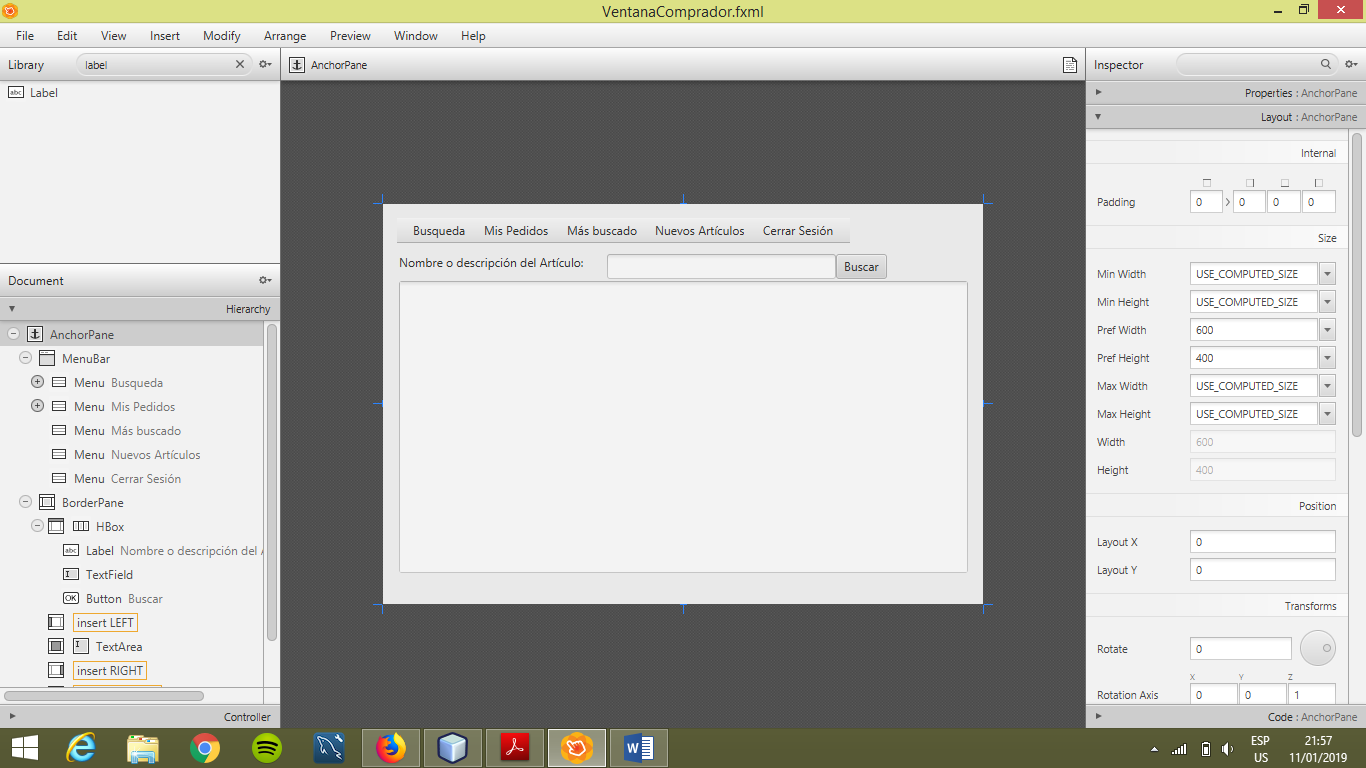 VentanaComprador.fxml
File Edit View Insert Modify Arrange Preview Window Help
Library label
Label
Document
Hierarchy
AnchorPane
MenuBar
Menu Busqueda
Menu Mis Pedidos
Menu Más buscado
Menu Nuevos Artículos
Menu Cerrar Sesión
BorderPane
HBox
abc Label Nombre o descripción del
TextField
OK Button Buscar
insert LEFT
TextArea
insert RIGHT
Controller
AnchorPane
Busqueda Mis Pedidos Más buscado Nuevos Artículos Cerrar Sesión
Nombre o descripción del Artículo: Buscar
Inspector
Properties : AnchorPane
Layout : AnchorPane
Internal
Padding 0 0 0 0
Size
Min Width USE_COMPUTED_SIZE
Min Height USE_COMPUTED_SIZE
Pref Width 600
Pref Height 400
Max Width USE_COMPUTED_SIZE
Max Height USE_COMPUTED_SIZE
Width 600
Height 400
Position
Layout X 0
Layout Y 0
Transforms
Rotate 0
X Y Z
Rotation Axis 0 0 1
Code : AnchorPane
ESP 21:57
US 11/01/2019